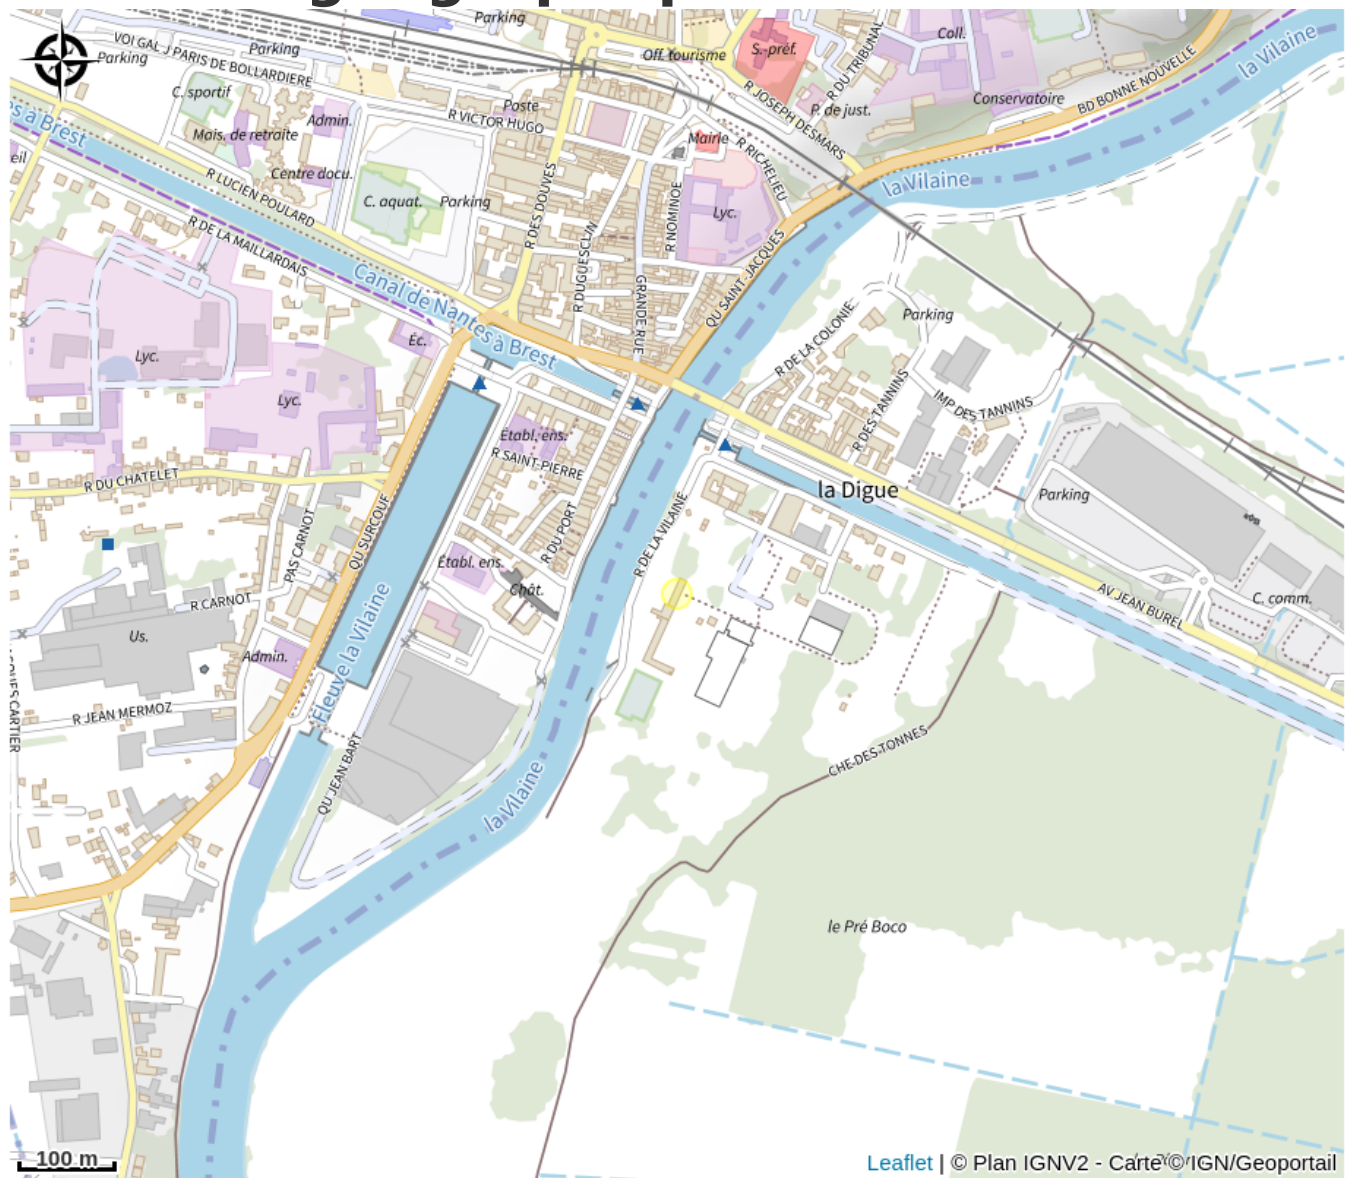 Parking
VOI GAL J PARIS DE BOLLARDIERE
Parking
Parking
Off. tourisme
S.-préf.
R DU TRIBUNAL
Coll.
la Vilaine
C. sportif
Poste
R JOSEPH DESMARS
P. de just.
Conservatoire
BD BONNE NOUVELLE
es à Brest
Mais. de retraite
Admin.
R VICTOR HUGO
Mairie
R RICHELIEU
eil
Centre docu.
R LUCIEN POULARD
C. aquat.
Parking
R DES DOUVES
R NOMINOE
Lyc.
la Vilaine
R DE LA MAILLARDAIS
R DUGUESCLIN
GRANDE RUE
QU SAINT-JACQUES
Canal de Nantes à Brest
R DE LA COLONIE
Parking
Lyc.
Éc.
Lyc.
IMP DES TANNINS
R DES TANNINS
Établ. ens.
R SAINT-PIERRE
R DU CHATELET
la Digue
Parking
QU SURCOUF
PAS CARNOT
R DU PORT
R DE LA VILAINE
Établ. ens.
Chât.
R CARNOT
AV JEAN BUREL
C. comm.
Us.
Admin.
Fleuve la Vilaine
R JEAN MERMOZ
QUES CARTIER
QU JEAN BART
la Vilaine
CHE DES TONNES
le Pré Boco
100 m
Leaflet | © Plan IGNV2 - Carte © IGN/Geoportail